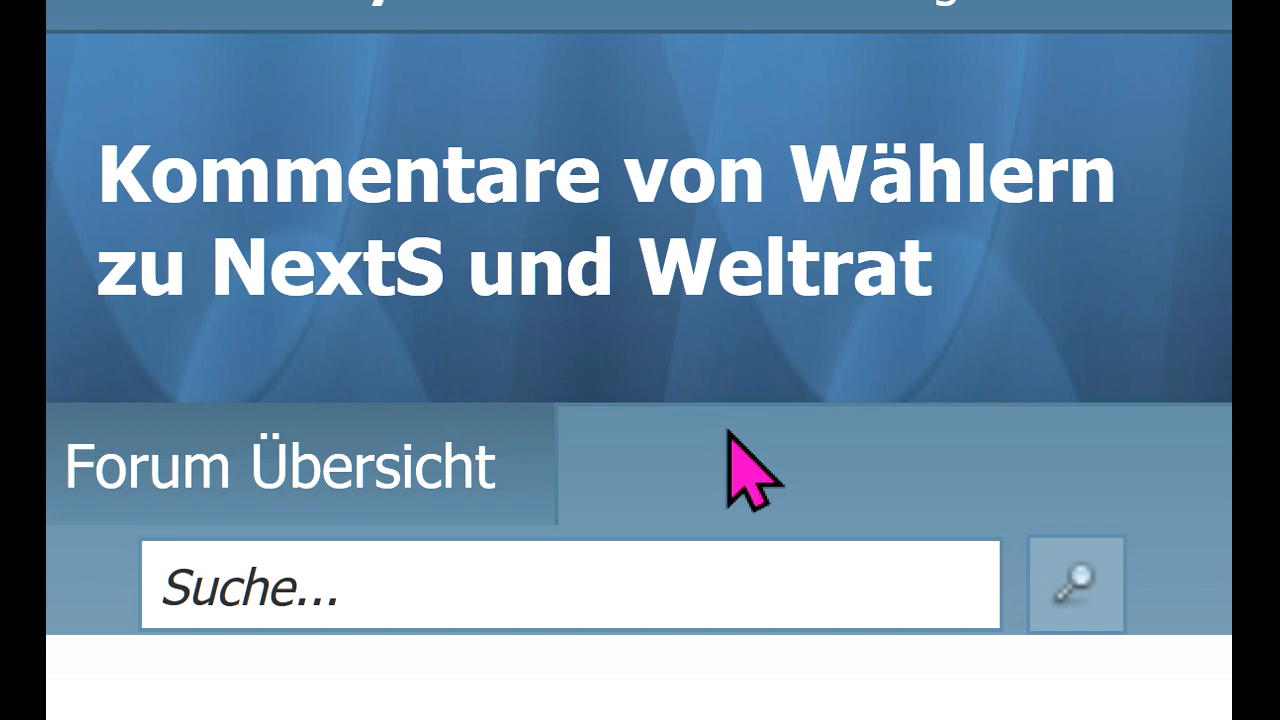 Kommentare von Wählern
zu NextS und Weltrat
Forum Übersicht
Suche...